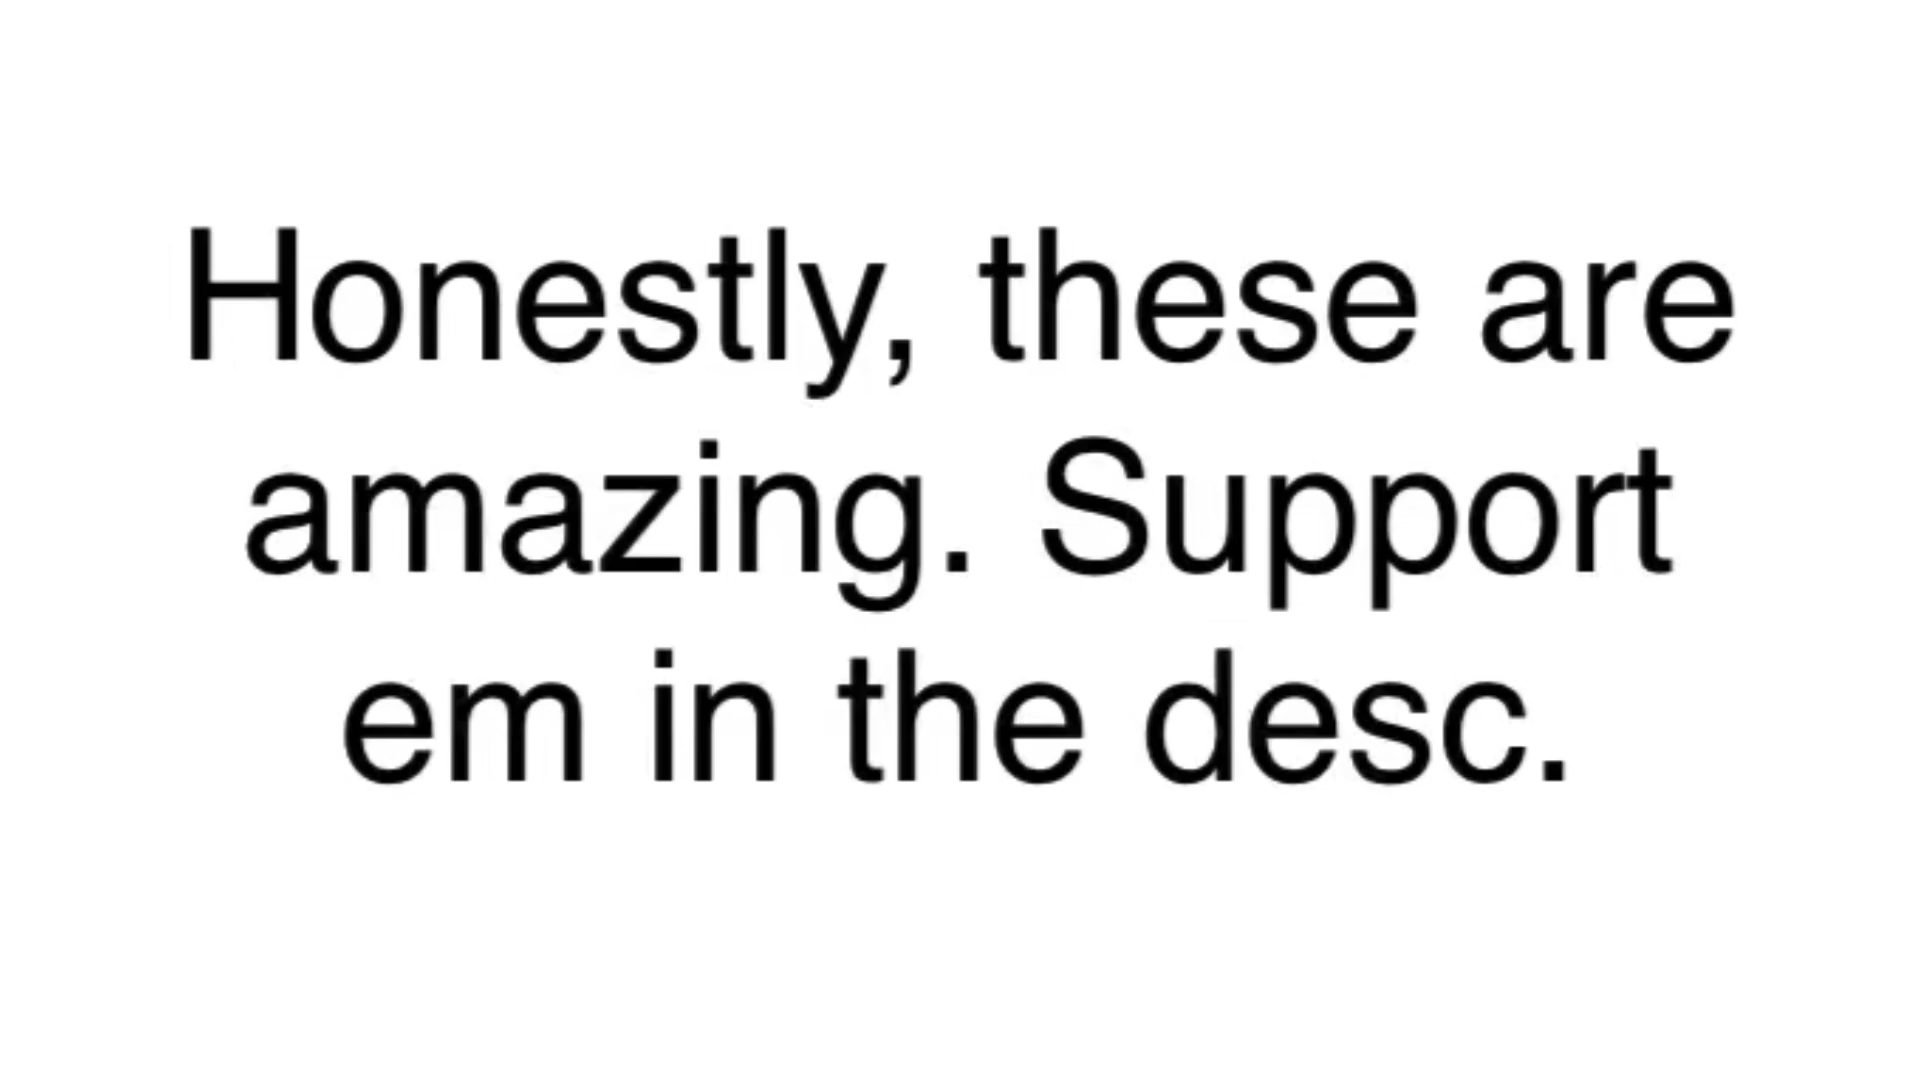 Honestly, these are
amazing. Support
em in the desc.